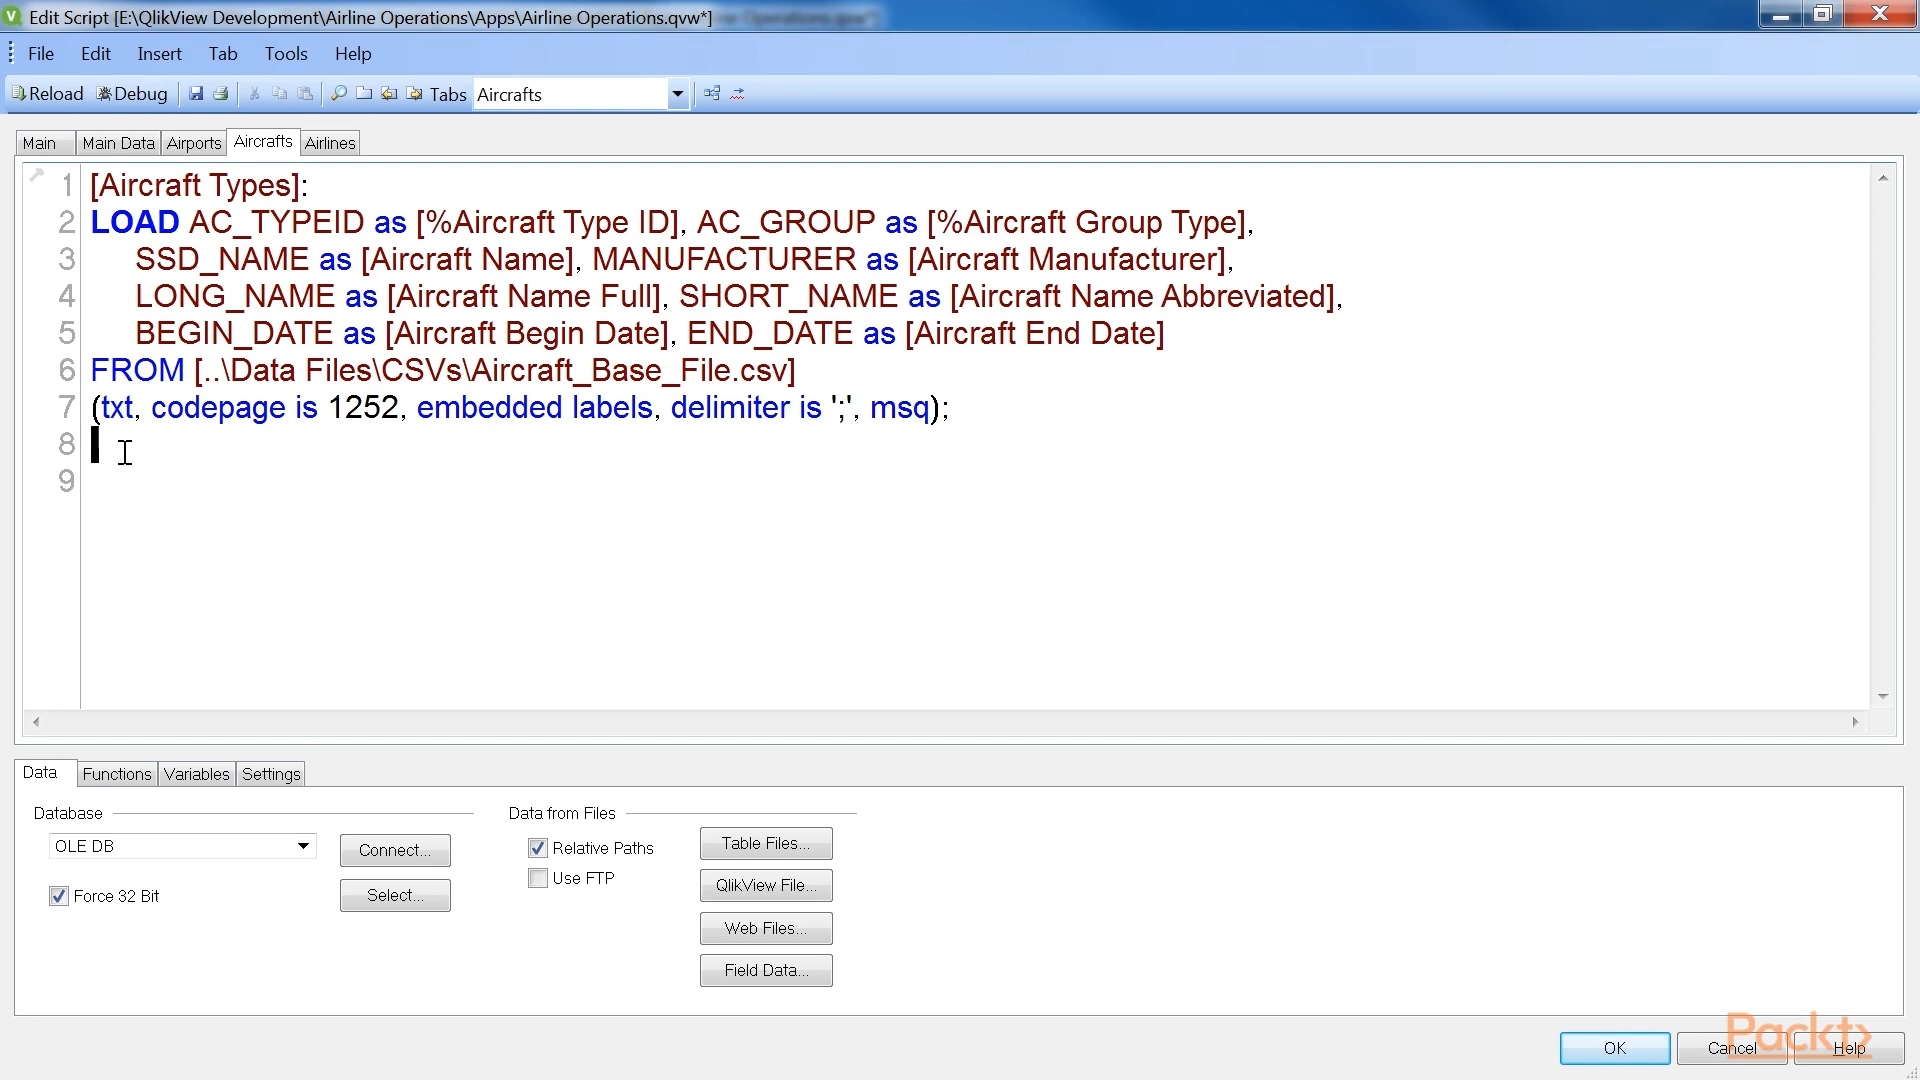 Edit Script [E:\QlikView Development\Airline Operations\Apps\Airline Operations.qvw*]
File Edit Insert Tab Tools Help
Reload Debug Tabs Aircrafts
Main Main Data Airports Aircrafts Airlines
1 [Aircraft Types]:
2 LOAD AC_TYPEID as [%Aircraft Type ID], AC_GROUP as [%Aircraft Group Type],
3 SSD_NAME as [Aircraft Name], MANUFACTURER as [Aircraft Manufacturer],
4 LONG_NAME as [Aircraft Name Full], SHORT_NAME as [Aircraft Name Abbreviated],
5 BEGIN_DATE as [Aircraft Begin Date], END_DATE as [Aircraft End Date]
6 FROM [..\Data Files\CSVs\Aircraft_Base_File.csv]
7 (txt, codepage is 1252, embedded labels, delimiter is ';', msq);
8
9
Data Functions Variables Settings
Database
OLE DB
Connect...
Force 32 Bit
Select...
Data from Files
Relative Paths
Use FTP
Table Files...
QlikView File...
Web Files...
Field Data...
Packt>
OK Cancel Help